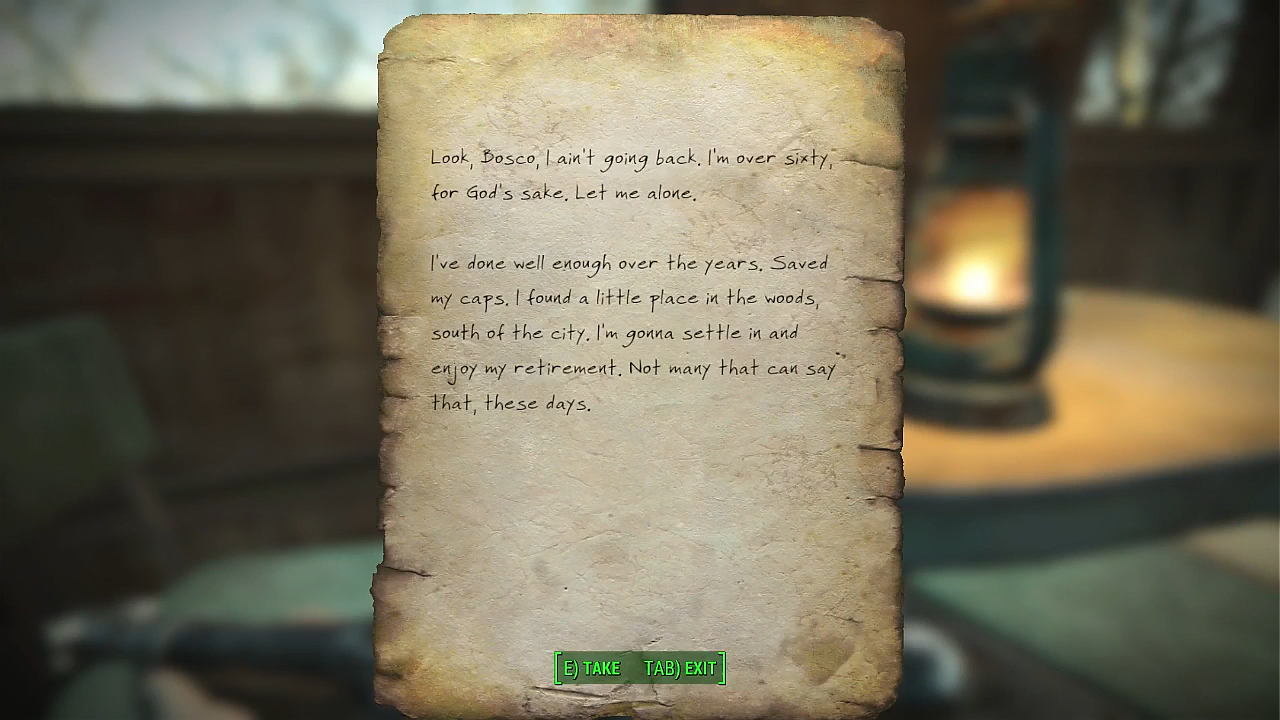 Look, Bosco, I ain't going back. I'm over sixty,
for God's sake. Let me alone.
I've done well enough over the years. Saved
my caps. I found a little place in the woods,
south of the city. I'm gonna settle in and
enjoy my retirement. Not many that can say
that, these days.
E) TAKE TAB) EXIT